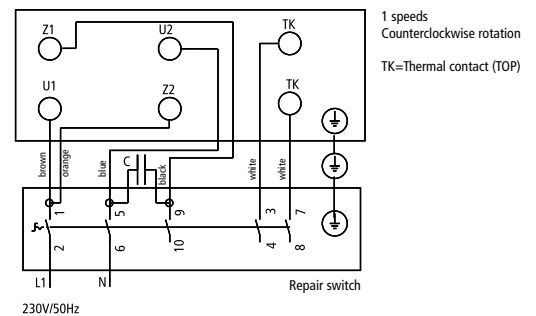 1 speeds
Counterclockwise rotation
TK=Thermal contact (TOP)
Z1
U2
TK
U1
Z2
TK
brown
orange
blue
C
black
white
white
1
5
9
3
7
2
6
10
4
8
L1
N
Repair switch
230V/50Hz